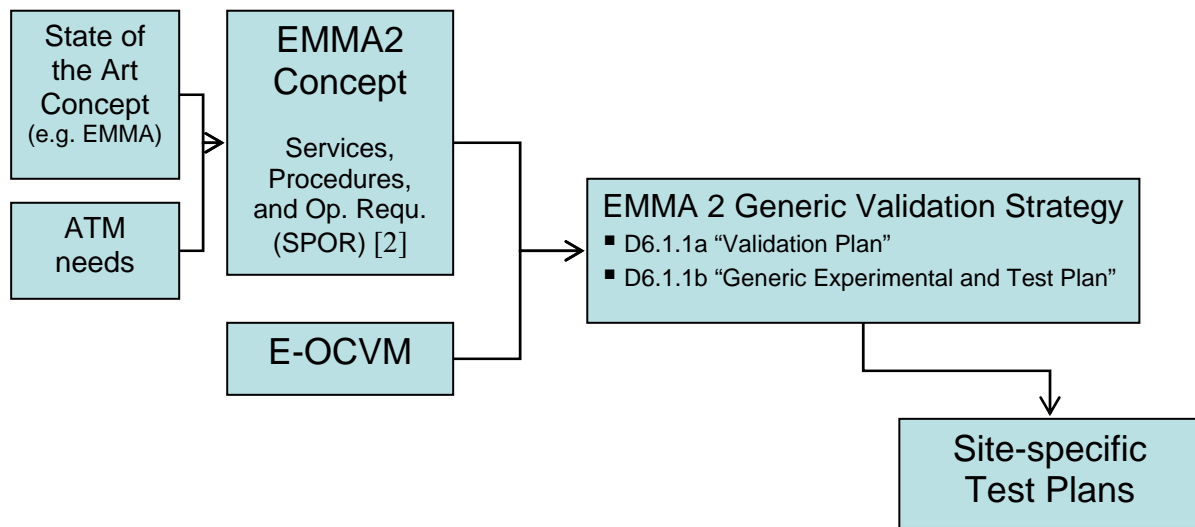 State of
the Art
Concept
(e.g. EMMA)
ATM
needs
EMMA2
Concept
Services,
Procedures,
and Op. Requ.
(SPOR) [2]
E-OCVM
EMMA 2 Generic Validation Strategy
▪ D6.1.1a “Validation Plan”
▪ D6.1.1b “Generic Experimental and Test Plan”
Site-specific
Test Plans